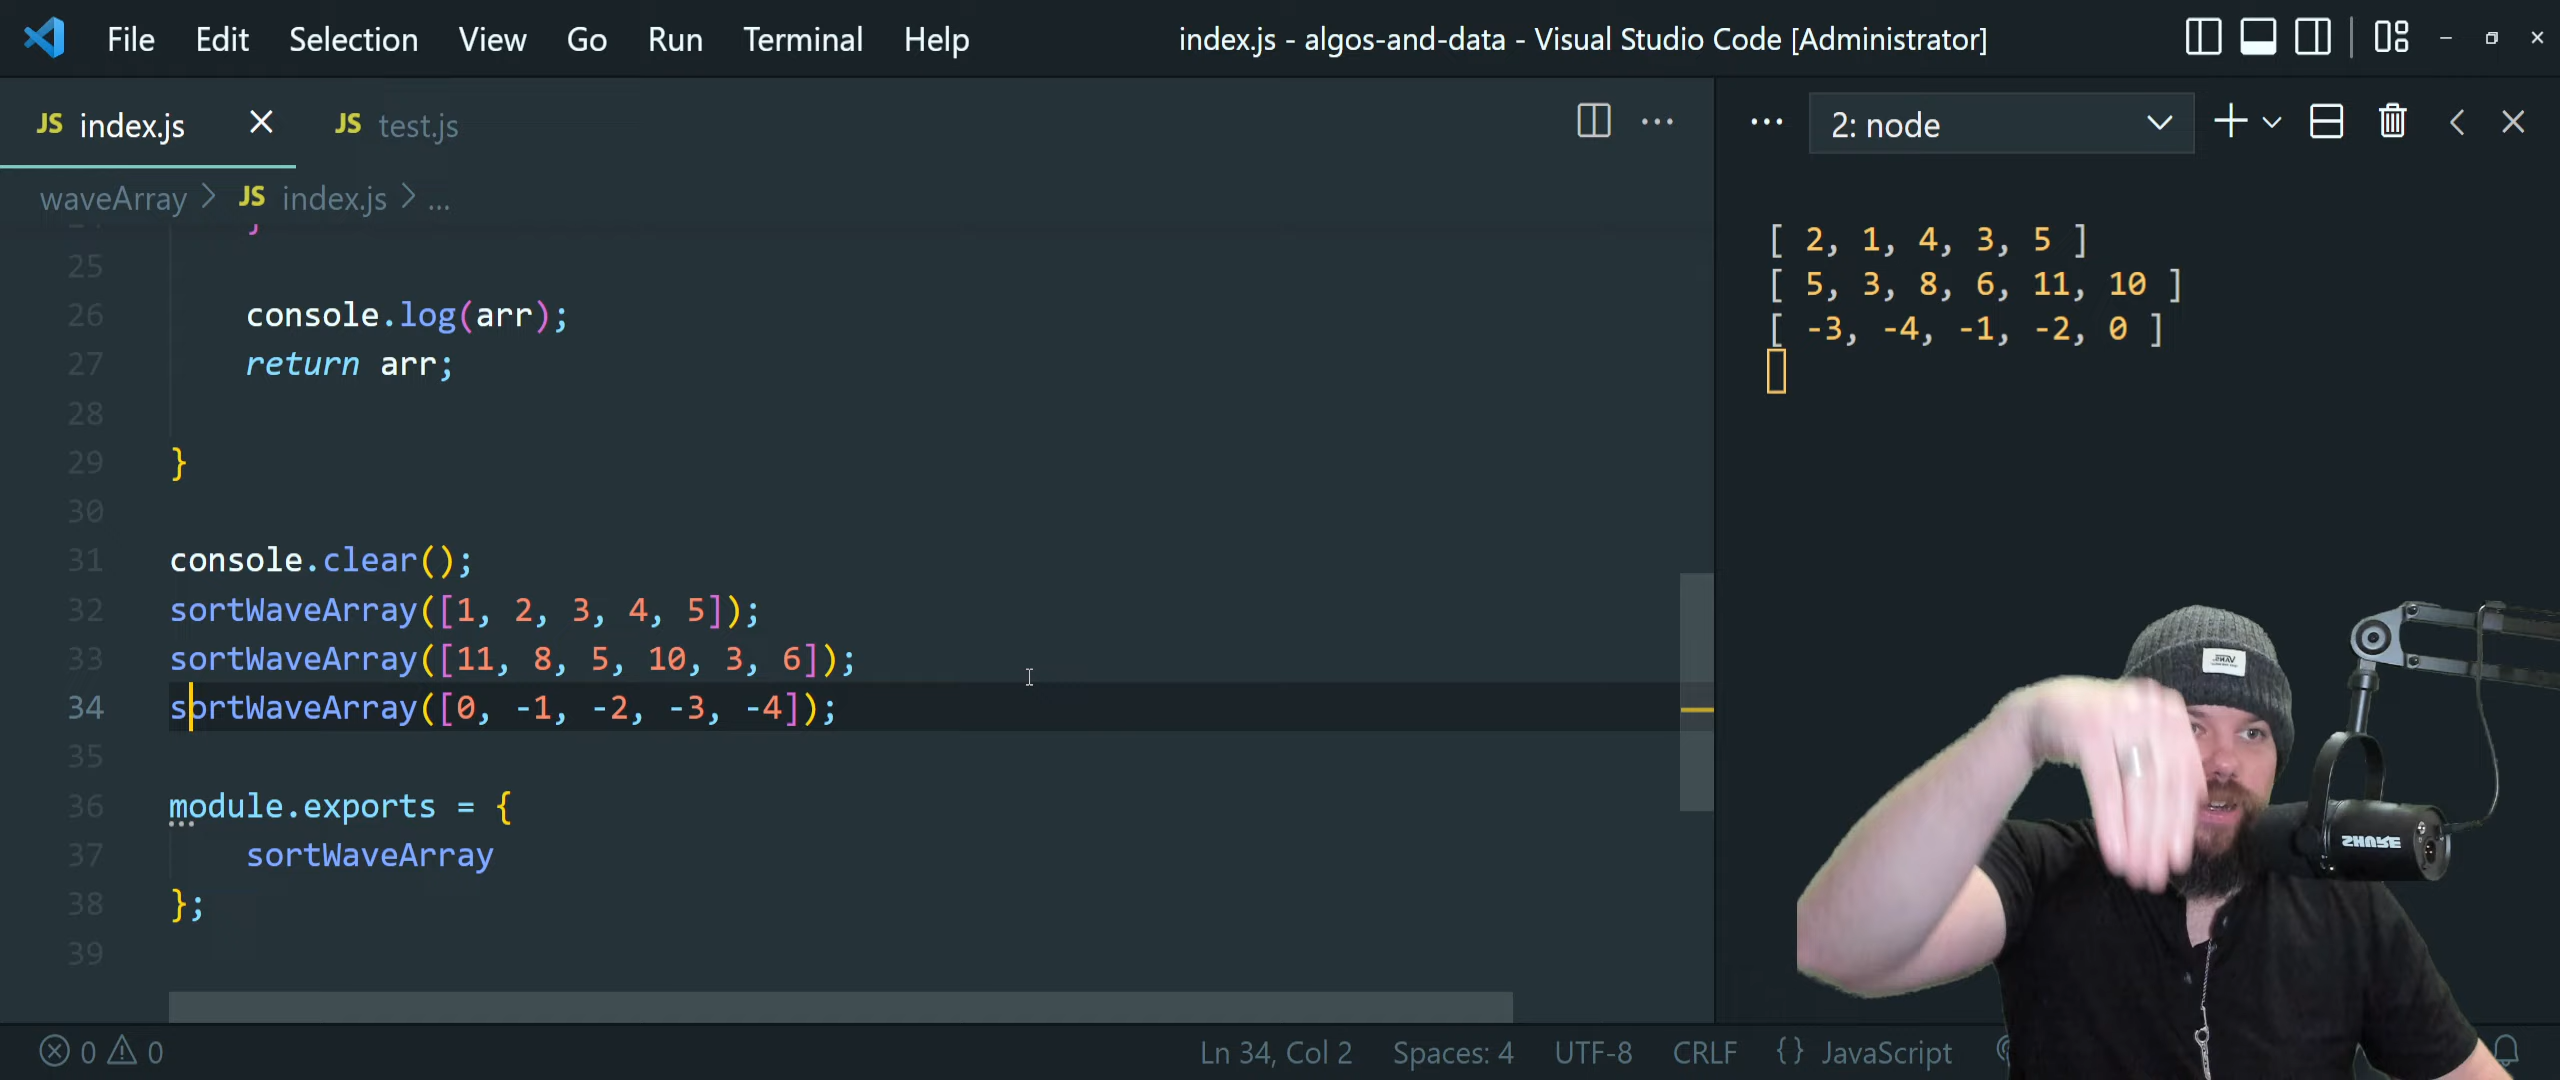 File Edit Selection View Go Run Terminal Help
index.js - algos-and-data - Visual Studio Code [Administrator]
JS index.js
JS test.js
2: node
waveArray > JS index.js > ...
25
26 console.log(arr);
27 return arr;
28
29 }
30
31 console.clear();
32 sortWaveArray([1, 2, 3, 4, 5]);
33 sortWaveArray([11, 8, 5, 10, 3, 6]);
34 sortWaveArray([0, -1, -2, -3, -4]);
35
36 module.exports = {
37 sortWaveArray
38 };
39
[ 2, 1, 4, 3, 5 ]
[ 5, 3, 8, 6, 11, 10 ]
[ -3, -4, -1, -2, 0 ]
VANS
SHURE
0 0
Ln 34, Col 2 Spaces: 4 UTF-8 CRLF {} JavaScript